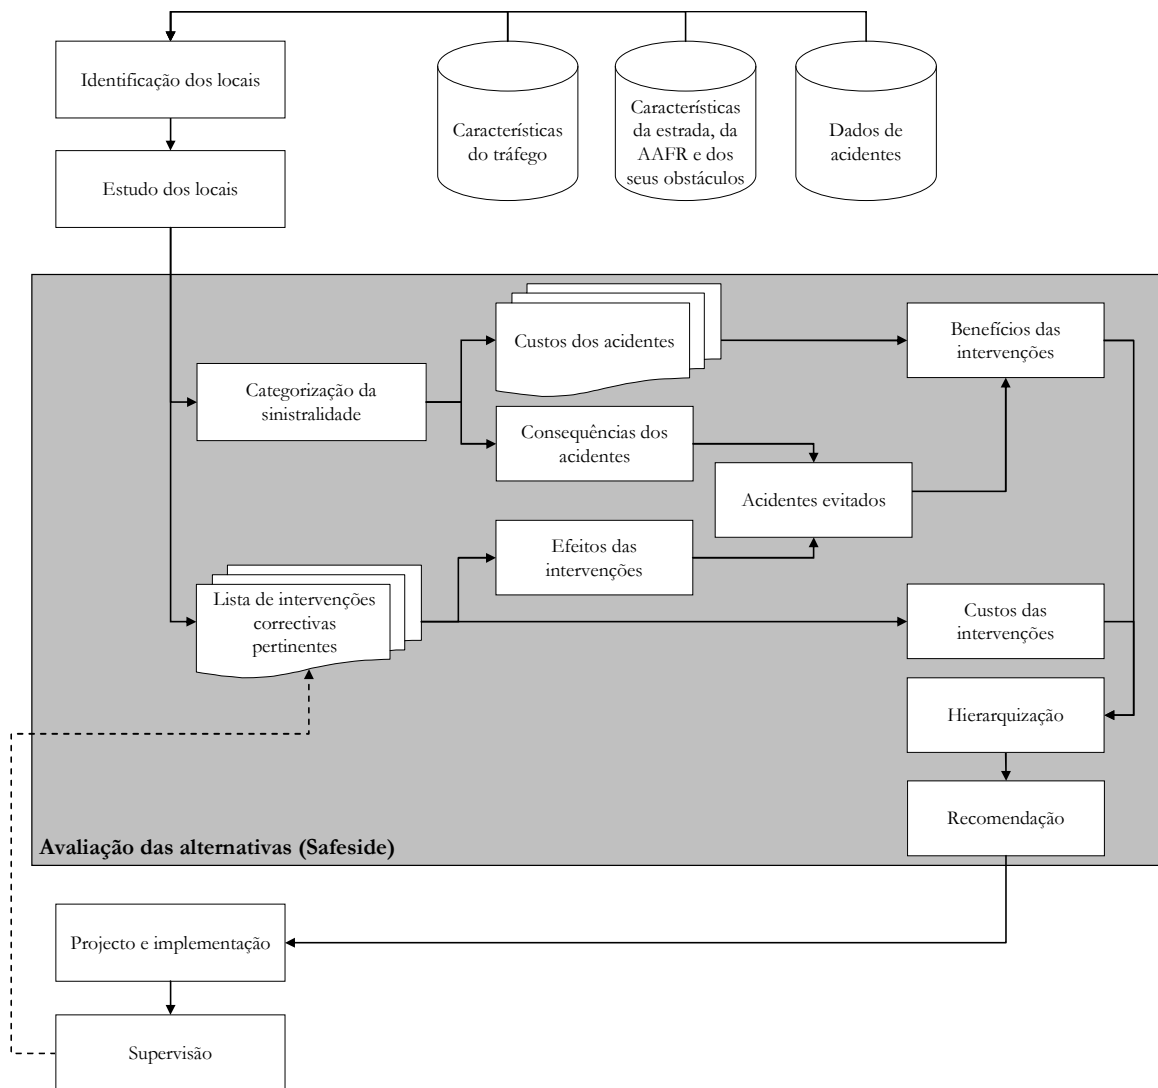 Identificação dos locais
Características
do tráfego
Características
da estrada, da
AAFR e dos
seus obstáculos
Dados de
acidentes
Estudo dos locais
Custos dos acidentes
Benefícios das
intervenções
Categorização da
sinistralidade
Consequências dos
acidentes
Acidentes evitados
Efeitos das
intervenções
Lista de intervenções
correctivas
pertinentes
Custos das
intervenções
Hierarquização
Recomendação
Avaliação das alternativas (Safeside)
Projecto e implementação
Supervisão